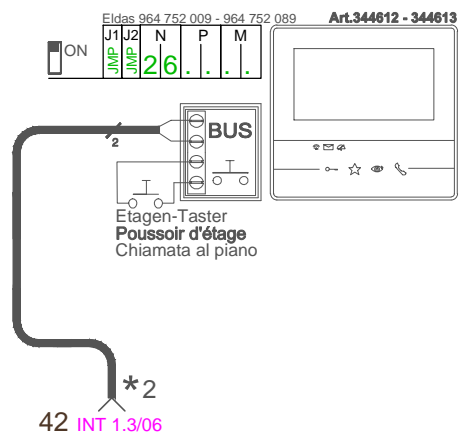 Eldas 964 752 009 - 964 752 089
Art.344612 - 344613
ON
J1 J2 N P M
JMP JMP 2 6 . . . .
BUS
2
Etagen-Taster
Poussoir d'étage
Chiamata al piano
*2
42 INT 1.3/06